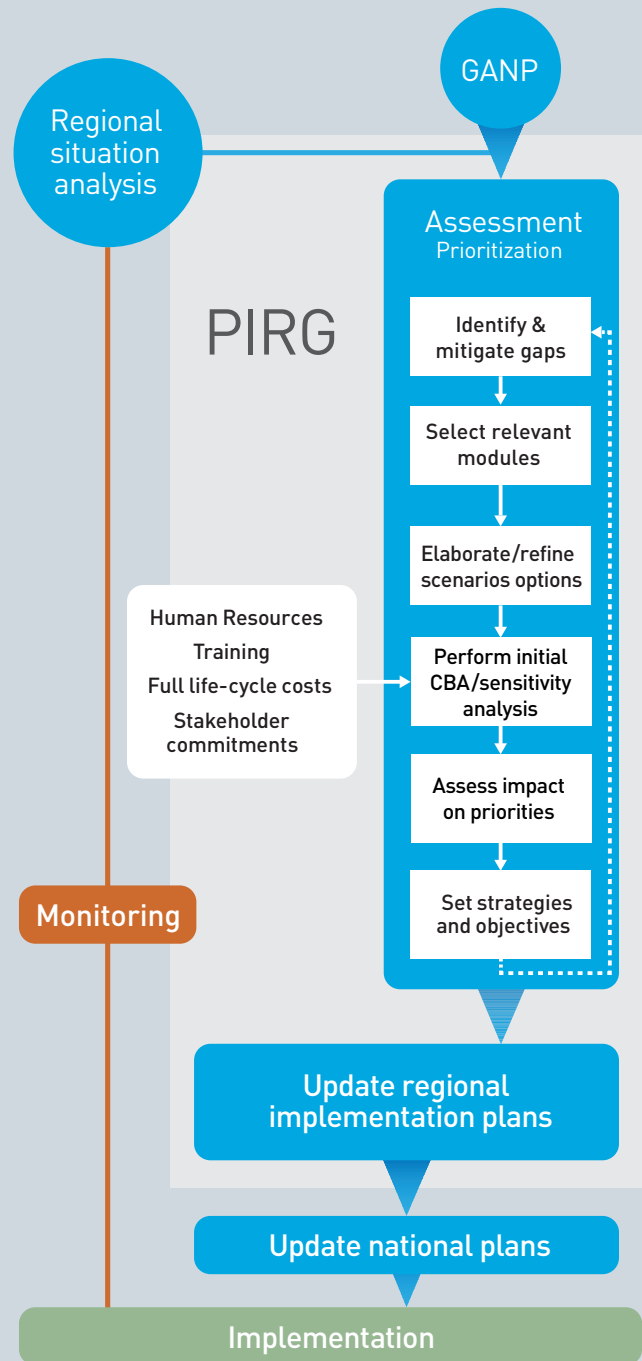 GANP
Regional
situation
analysis
Assessment
Prioritization
PIRG
Identify &
mitigate gaps
Select relevant
modules
Elaborate/refine
scenarios options
Human Resources
Training
Full life-cycle costs
Stakeholder
commitments
Perform initial
CBA/sensitivity
analysis
Assess impact
on priorities
Set strategies
and objectives
Monitoring
Update regional
implementation plans
Update national plans
Implementation